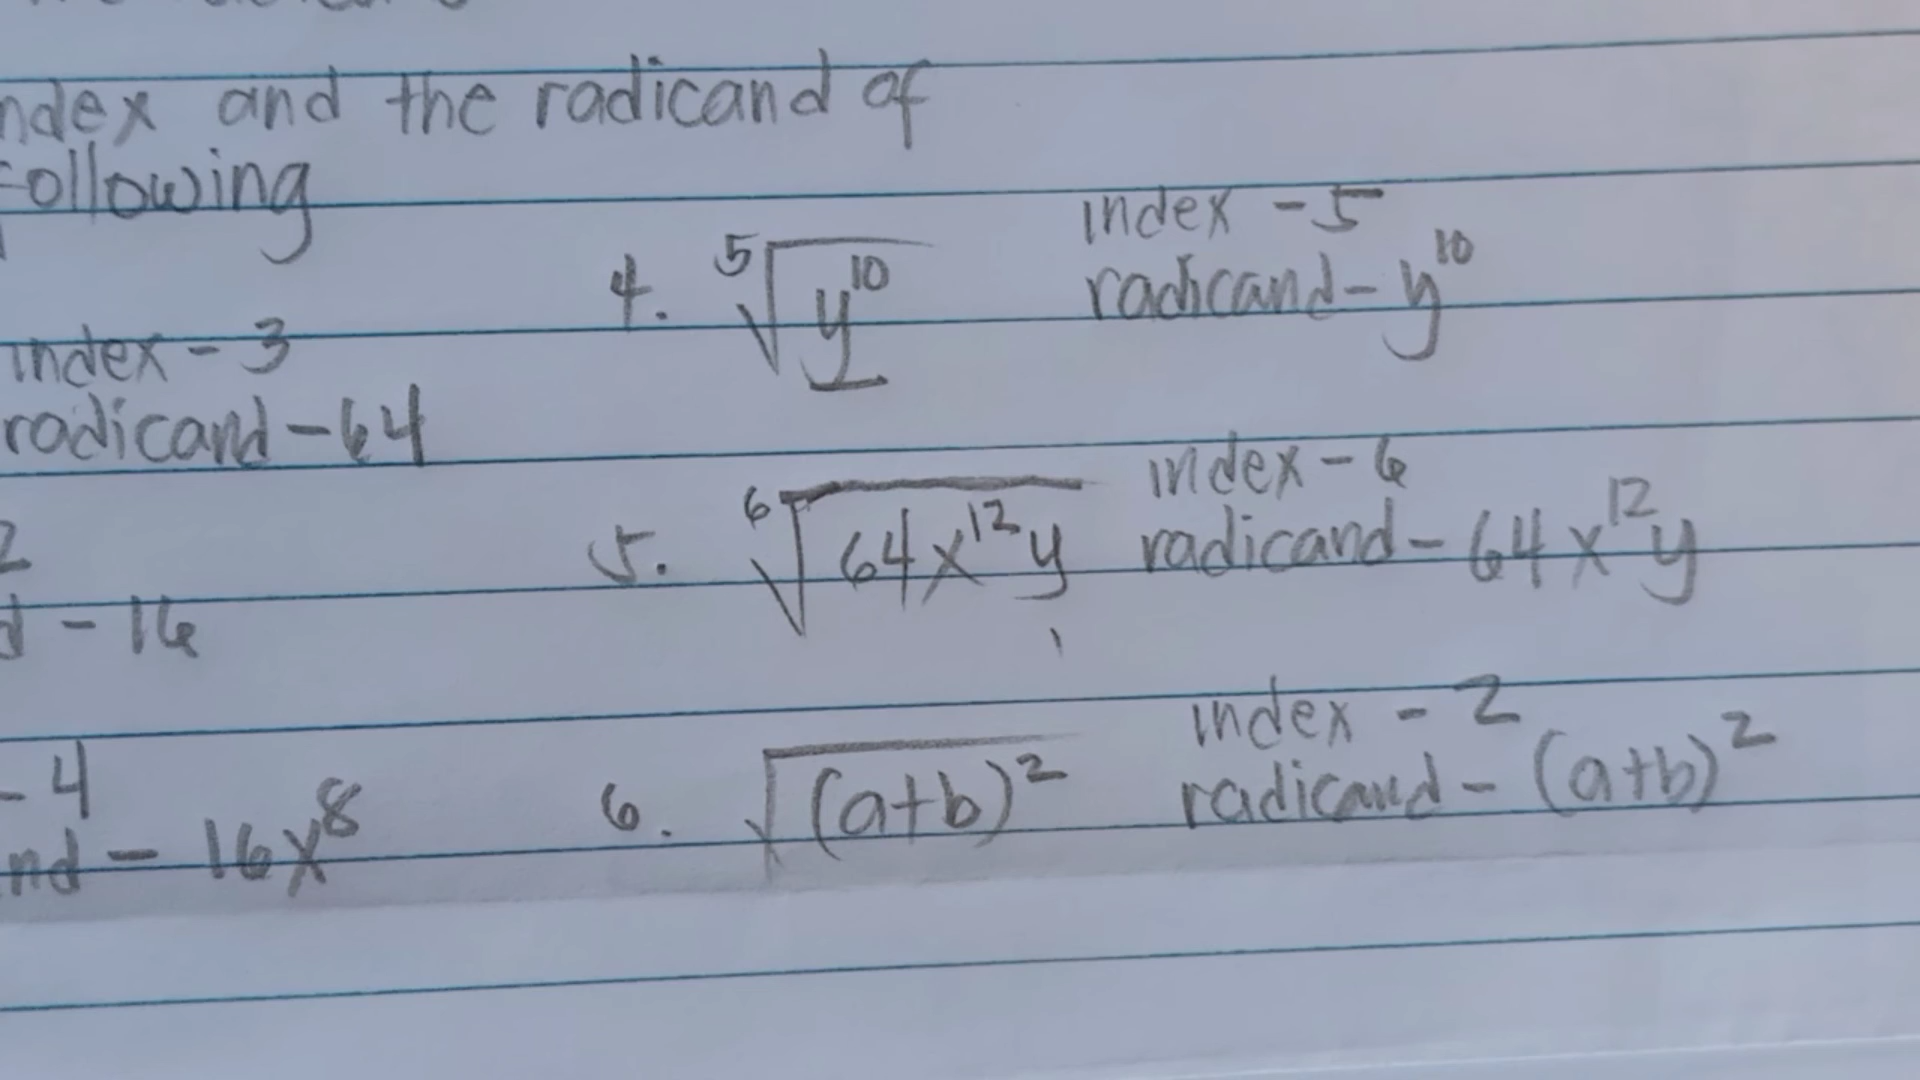 ndex and the radicand of
following
index - 3
radicand - 64
2
d - 16
- 4
nd - 16x⁸
4. ⁵√y¹⁰ index - 5
radicand - y¹⁰
5. ⁶√64x¹²y index - 6
radicand - 64x¹²y
6. √(a+b)² index - 2
radicand - (a+b)²